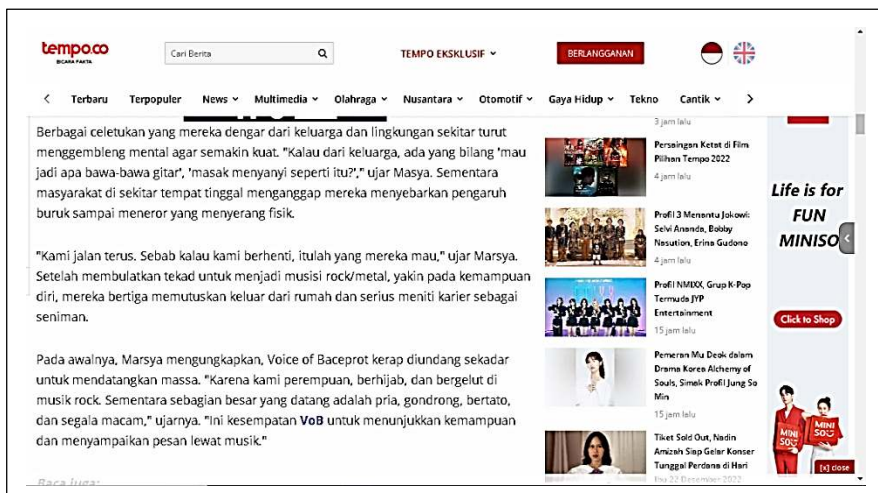 tempo.co
BICARA FAKTA
Cari Berita
TEMPO EKSKLUSIF
BERLANGGANAN
Terbaru Terpopuler News Multimedia Olahraga Nusantara Otomotif Gaya Hidup Tekno Cantik
Berbagai celetukan yang mereka dengar dari keluarga dan lingkungan sekitar turut
menggembleng mental agar semakin kuat. "Kalau dari keluarga, ada yang bilang 'mau
jadi apa bawa-bawa gitar', 'masak menyanyi seperti itu?'," ujar Masya. Sementara
masyarakat di sekitar tempat tinggal menganggap mereka menyebarkan pengaruh
buruk sampai meneror yang menyerang fisik.
"Kami jalan terus. Sebab kalau kami berhenti, itulah yang mereka mau," ujar Marsya.
Setelah membulatkan tekad untuk menjadi musisi rock/metal, yakin pada kemampuan
diri, mereka bertiga memutuskan keluar dari rumah dan serius meniti karier sebagai
seniman.
Pada awalnya, Marsya mengungkapkan, Voice of Baceprot kerap diundang sekadar
untuk mendatangkan massa. "Karena kami perempuan, berhijab, dan bergelut di
musik rock. Sementara sebagian besar yang datang adalah pria, gondrong, bertato,
dan segala macam," ujarnya. "Ini kesempatan VoB untuk menunjukkan kemampuan
dan menyampaikan pesan lewat musik."
Baca juga:
3 jam lalu
Persaingan Ketat di Film
Pilihan Tempo 2022
4 jam lalu
Profil 3 Menantu Jokowi:
Selvi Ananda, Bobby
Nasution, Erina Gudono
4 jam lalu
Profil NMIXX, Grup K-Pop
Termuda JYP
Entertainment
15 jam lalu
Pemeran Mu Deok dalam
Drama Korea Alchemy of
Souls, Simak Profil Jung So
Min
15 jam lalu
Tiket Sold Out, Nadin
Amizah Siap Gelar Konser
Tunggal Perdana di Hari
Ibu 22 Desember 2022
Life is for
FUN
MINISO
Click to Shop
MINI
SO
MINI
SO
[x] close